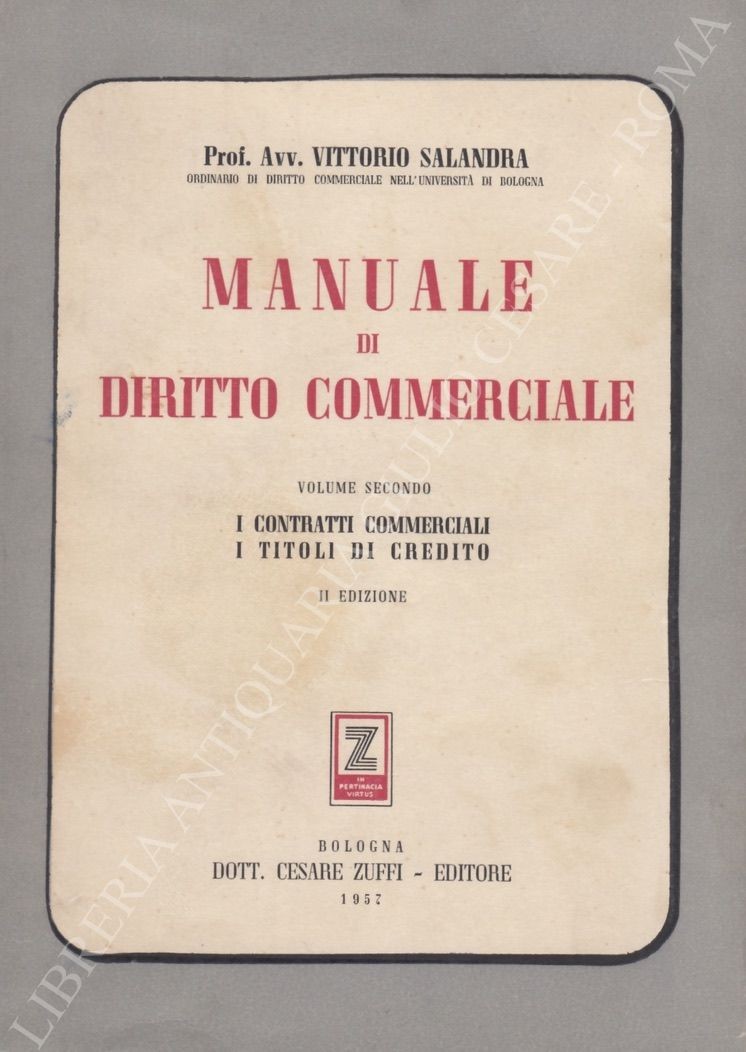 Prof. Avv. VITTORIO SALANDRA
ORDINARIO DI DIRITTO COMMERCIALE NELL'UNIVERSITÀ DI BOLOGNA
MANUALE
DI
DIRITTO COMMERCIALE
VOLUME SECONDO
I CONTRATTI COMMERCIALI
I TITOLI DI CREDITO
II EDIZIONE
Z
IN
PERTINACIA
VIRTUS
BOLOGNA
DOTT. CESARE ZUFFI - EDITORE
1957
LIBRERIA ANTIQUARIA GIULIO CESARE - ROMA